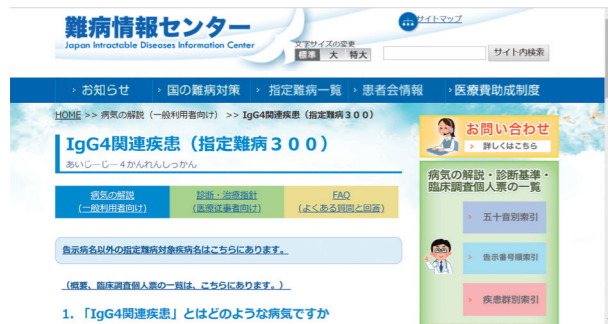 難病情報センター
Japan Intractable Diseases Information Center
サイトマップ
文字サイズの変更
標準 大 特大
サイト内検索
› お知らせ › 国の難病対策 › 指定難病一覧 › 患者会情報 ›医療費助成制度
HOME >> 病気の解説（一般利用者向け） >> IgG4関連疾患（指定難病３００）
IgG4関連疾患（指定難病３００）
あいじーじー４かんれんしっかん
病気の解説
（一般利用者向け）
診断・治療指針
（医療従事者向け）
FAQ
（よくある質問と回答）
告示病名以外の指定難病対象疾病名はこちらにあります。
（概要、臨床調査個人票の一覧は、こちらにあります。）
1. 「IgG4関連疾患」とはどのような病気ですか
お問い合わせ
› 詳しくはこちら
病気の解説・診断基準・
臨床調査個人票の一覧
› 五十音別索引
› 告示番号順索引
› 疾患群別索引